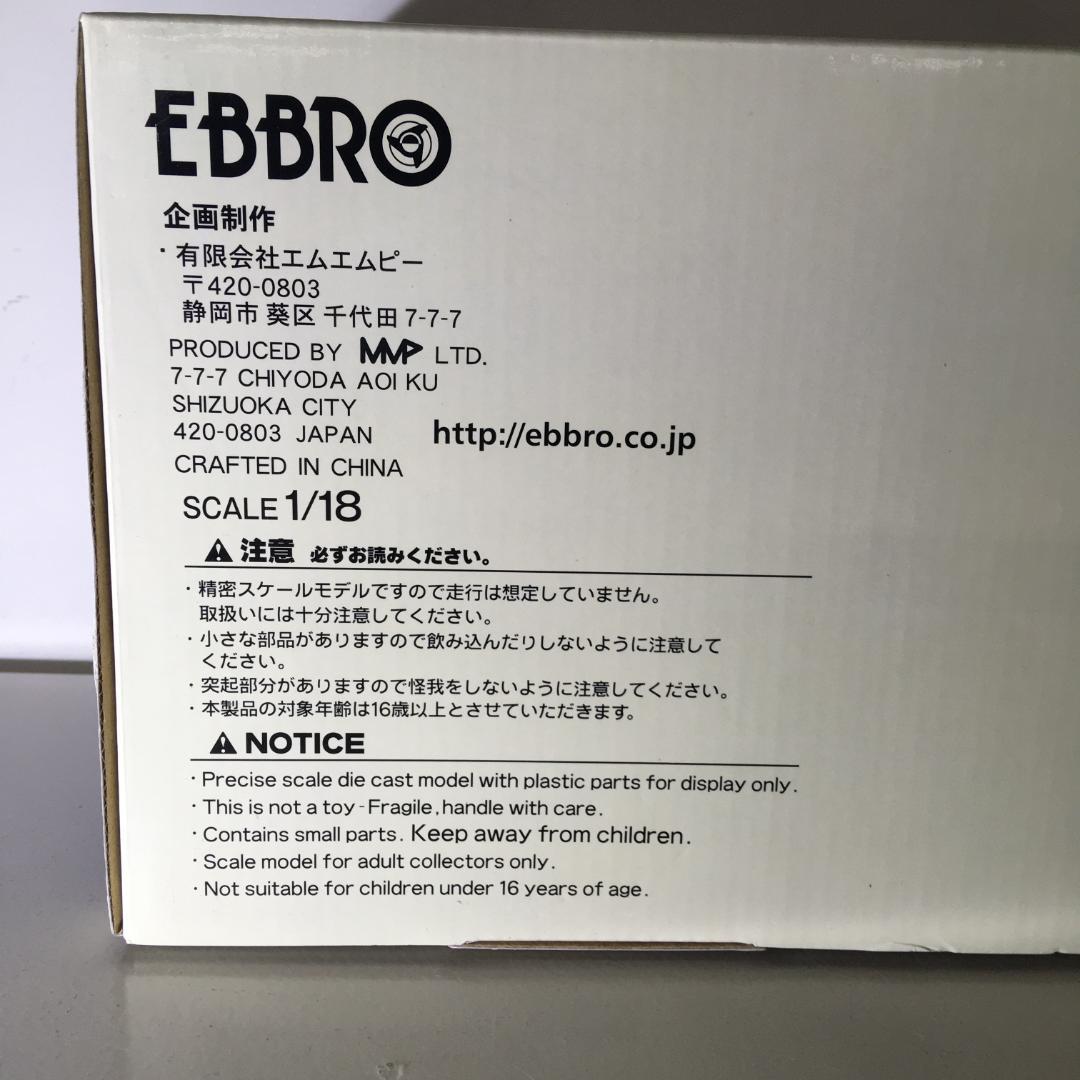 EBBRO
企画制作
・有限会社エムエムピー
〒420-0803
静岡市 葵区 千代田 7-7-7
PRODUCED BY MMP LTD.
7-7-7 CHIYODA AOI KU
SHIZUOKA CITY
420-0803 JAPAN http://ebbro.co.jp
CRAFTED IN CHINA
SCALE 1/18
⚠ 注意 必ずお読みください。
・精密スケールモデルですので走行は想定していません。
取扱いには十分注意してください。
・小さな部品がありますので飲み込んだりしないように注意して
ください。
・突起部分がありますので怪我をしないように注意してください。
・本製品の対象年齢は16歳以上とさせていただきます。
⚠ NOTICE
・Precise scale die cast model with plastic parts for display only.
・This is not a toy - Fragile, handle with care.
・Contains small parts. Keep away from children.
・Scale model for adult collectors only.
・Not suitable for children under 16 years of age.